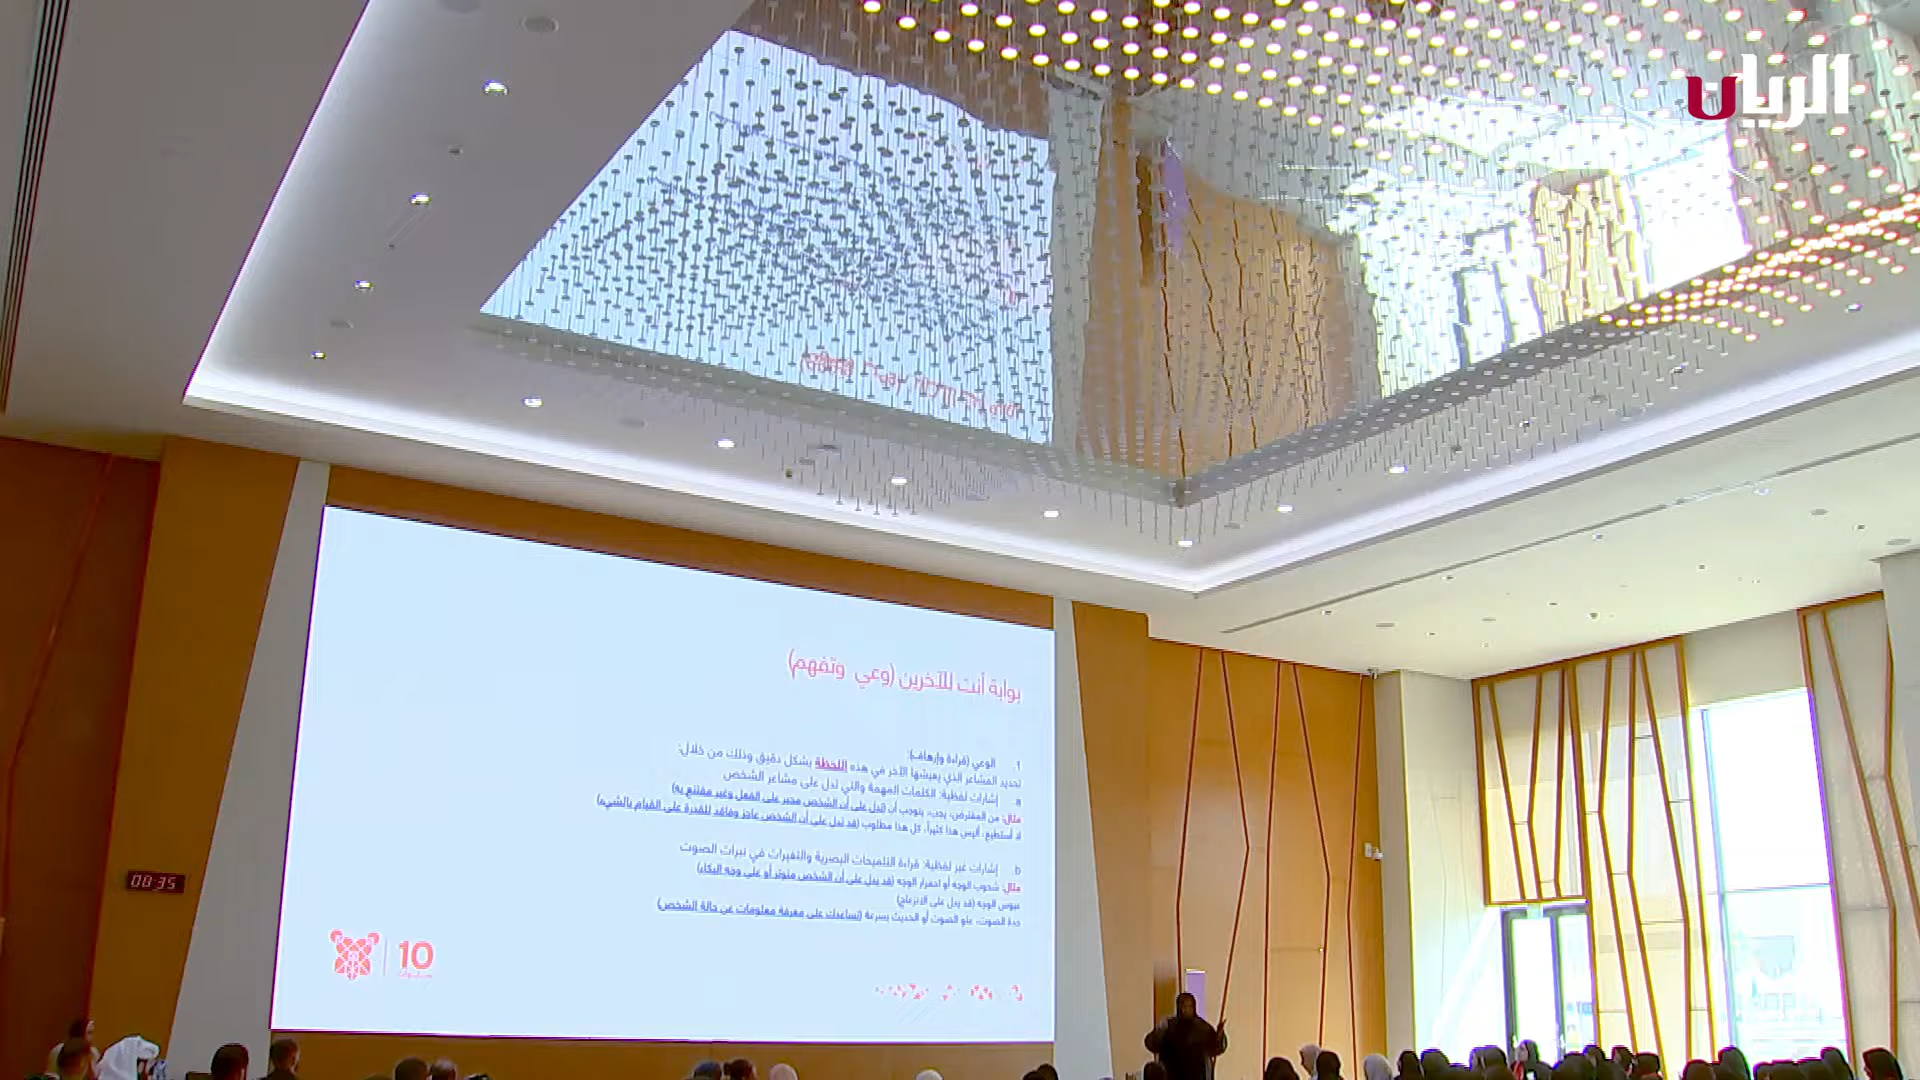 الريان
بوابة أنت للآخرين (وعي وتفهم)
1. الوعي (قراءة وإرهاف):
تحديد المشاعر الذي يعيشها الآخر في هذه اللحظة بشكل دقيق وذلك من خلال:
a. إشارات لفظية: الكلمات المهمة والتي تدل على مشاعر الشخص
مثال: من المفترض، يجب، يتوجب أن (تدل على أن الشخص مجبر على الفعل وغير مقتنع به)
لا أستطيع، أليس هذا كثيراً، كل هذا مطلوب (قد تدل على أن الشخص عاجز وفاقد للقدرة على القيام بالشيء)
b. إشارات غير لفظية: قراءة التلميحات البصرية والتغيرات في نبرات الصوت
مثال: شحوب الوجه أو احمرار الوجه (قد يدل على أن الشخص متوتر أو على وجه البكاء)
عبوس الوجه (قد يدل على الانزعاج)
حدة الصوت، علو الصوت أو الحديث بسرعة (تساعدك على معرفة معلومات عن حالة الشخص)
10
سنوات
00:35